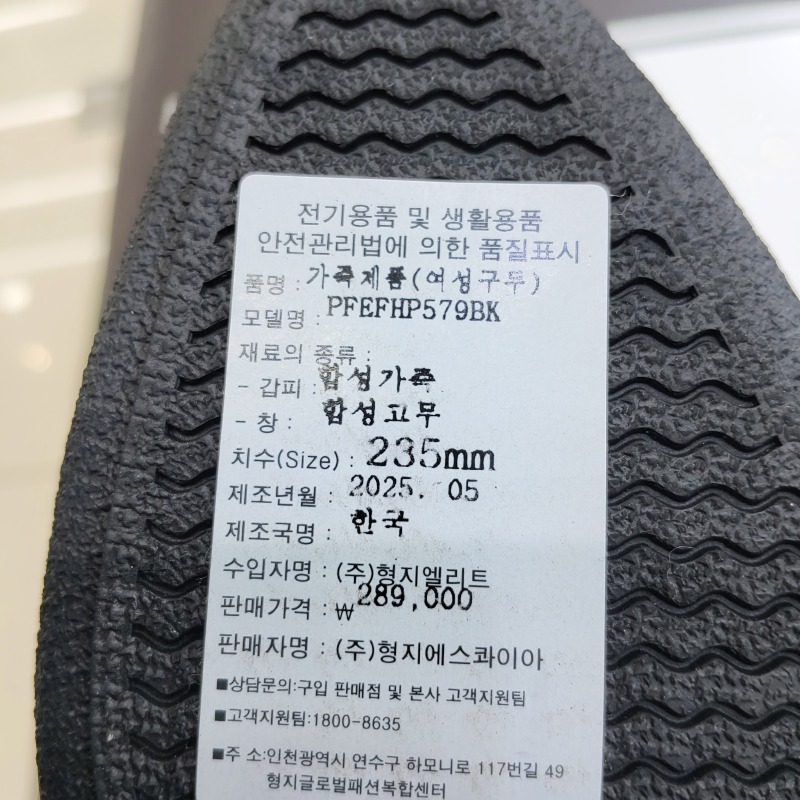 전기용품 및 생활용품
안전관리법에 의한 품질표시
품명 : 가죽제품(여성구두)
모델명 : PFEFHP579BK
재료의 종류 :
- 갑피 : 합성가죽
- 창 : 합성고무
치수(Size) : 235mm
제조년월 : 2025. 05
제조국명 : 한국
수입자명 : (주)형지엘리트
판매가격 : ₩289,000
판매자명 : (주)형지에스콰이아
■상담문의:구입 판매점 및 본사 고객지원팀
■고객지원팀:1800-8635
■주 소:인천광역시 연수구 하모니로 117번길 49
형지글로벌패션복합센터